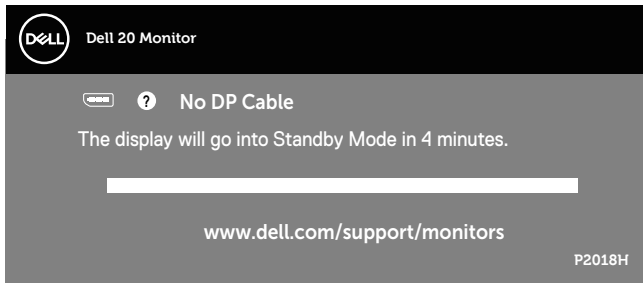 DELL
Dell 20 Monitor
? No DP Cable
The display will go into Standby Mode in 4 minutes.
www.dell.com/support/monitors
P2018H